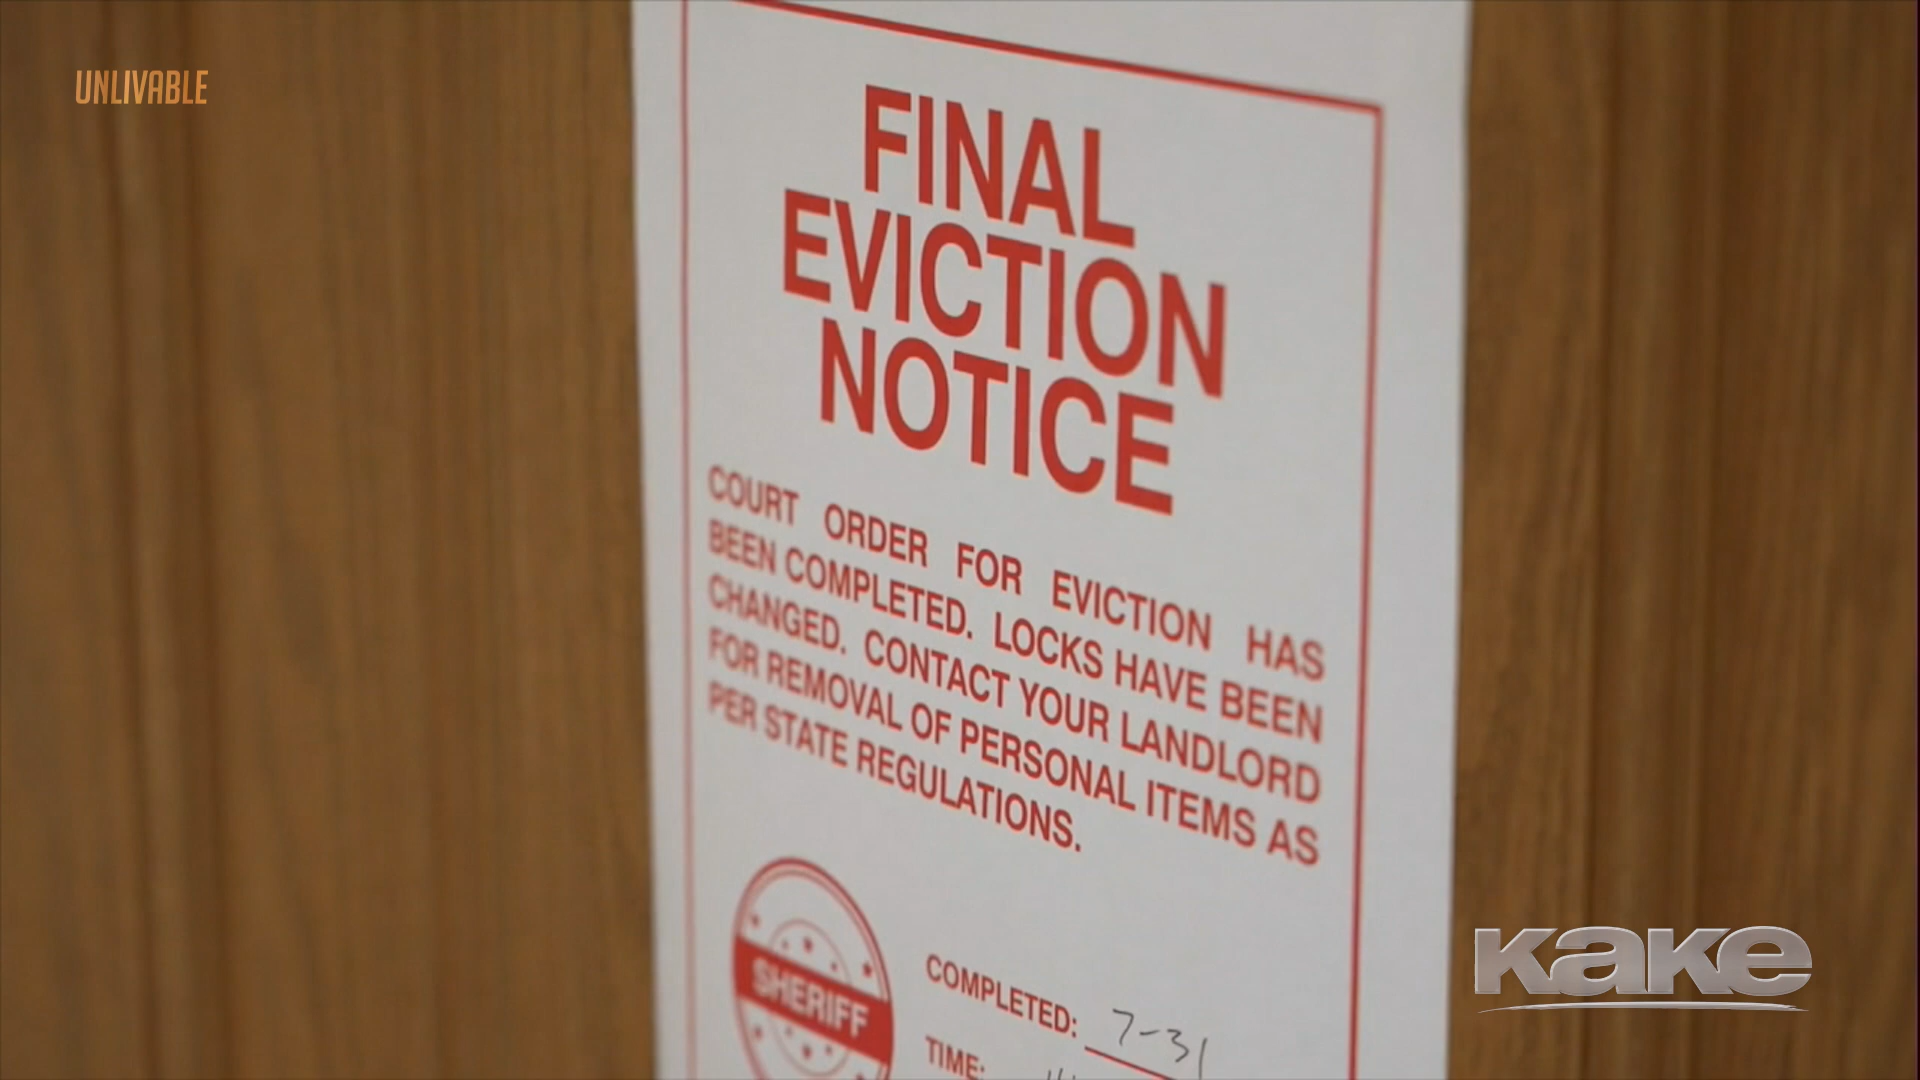 UNLIVABLE
FINAL
EVICTION
NOTICE
COURT ORDER FOR EVICTION HAS
BEEN COMPLETED. LOCKS HAVE BEEN
CHANGED. CONTACT YOUR LANDLORD
FOR REMOVAL OF PERSONAL ITEMS AS
PER STATE REGULATIONS.
SHERIFF
COMPLETED: 7-31
TIME:
KAKE